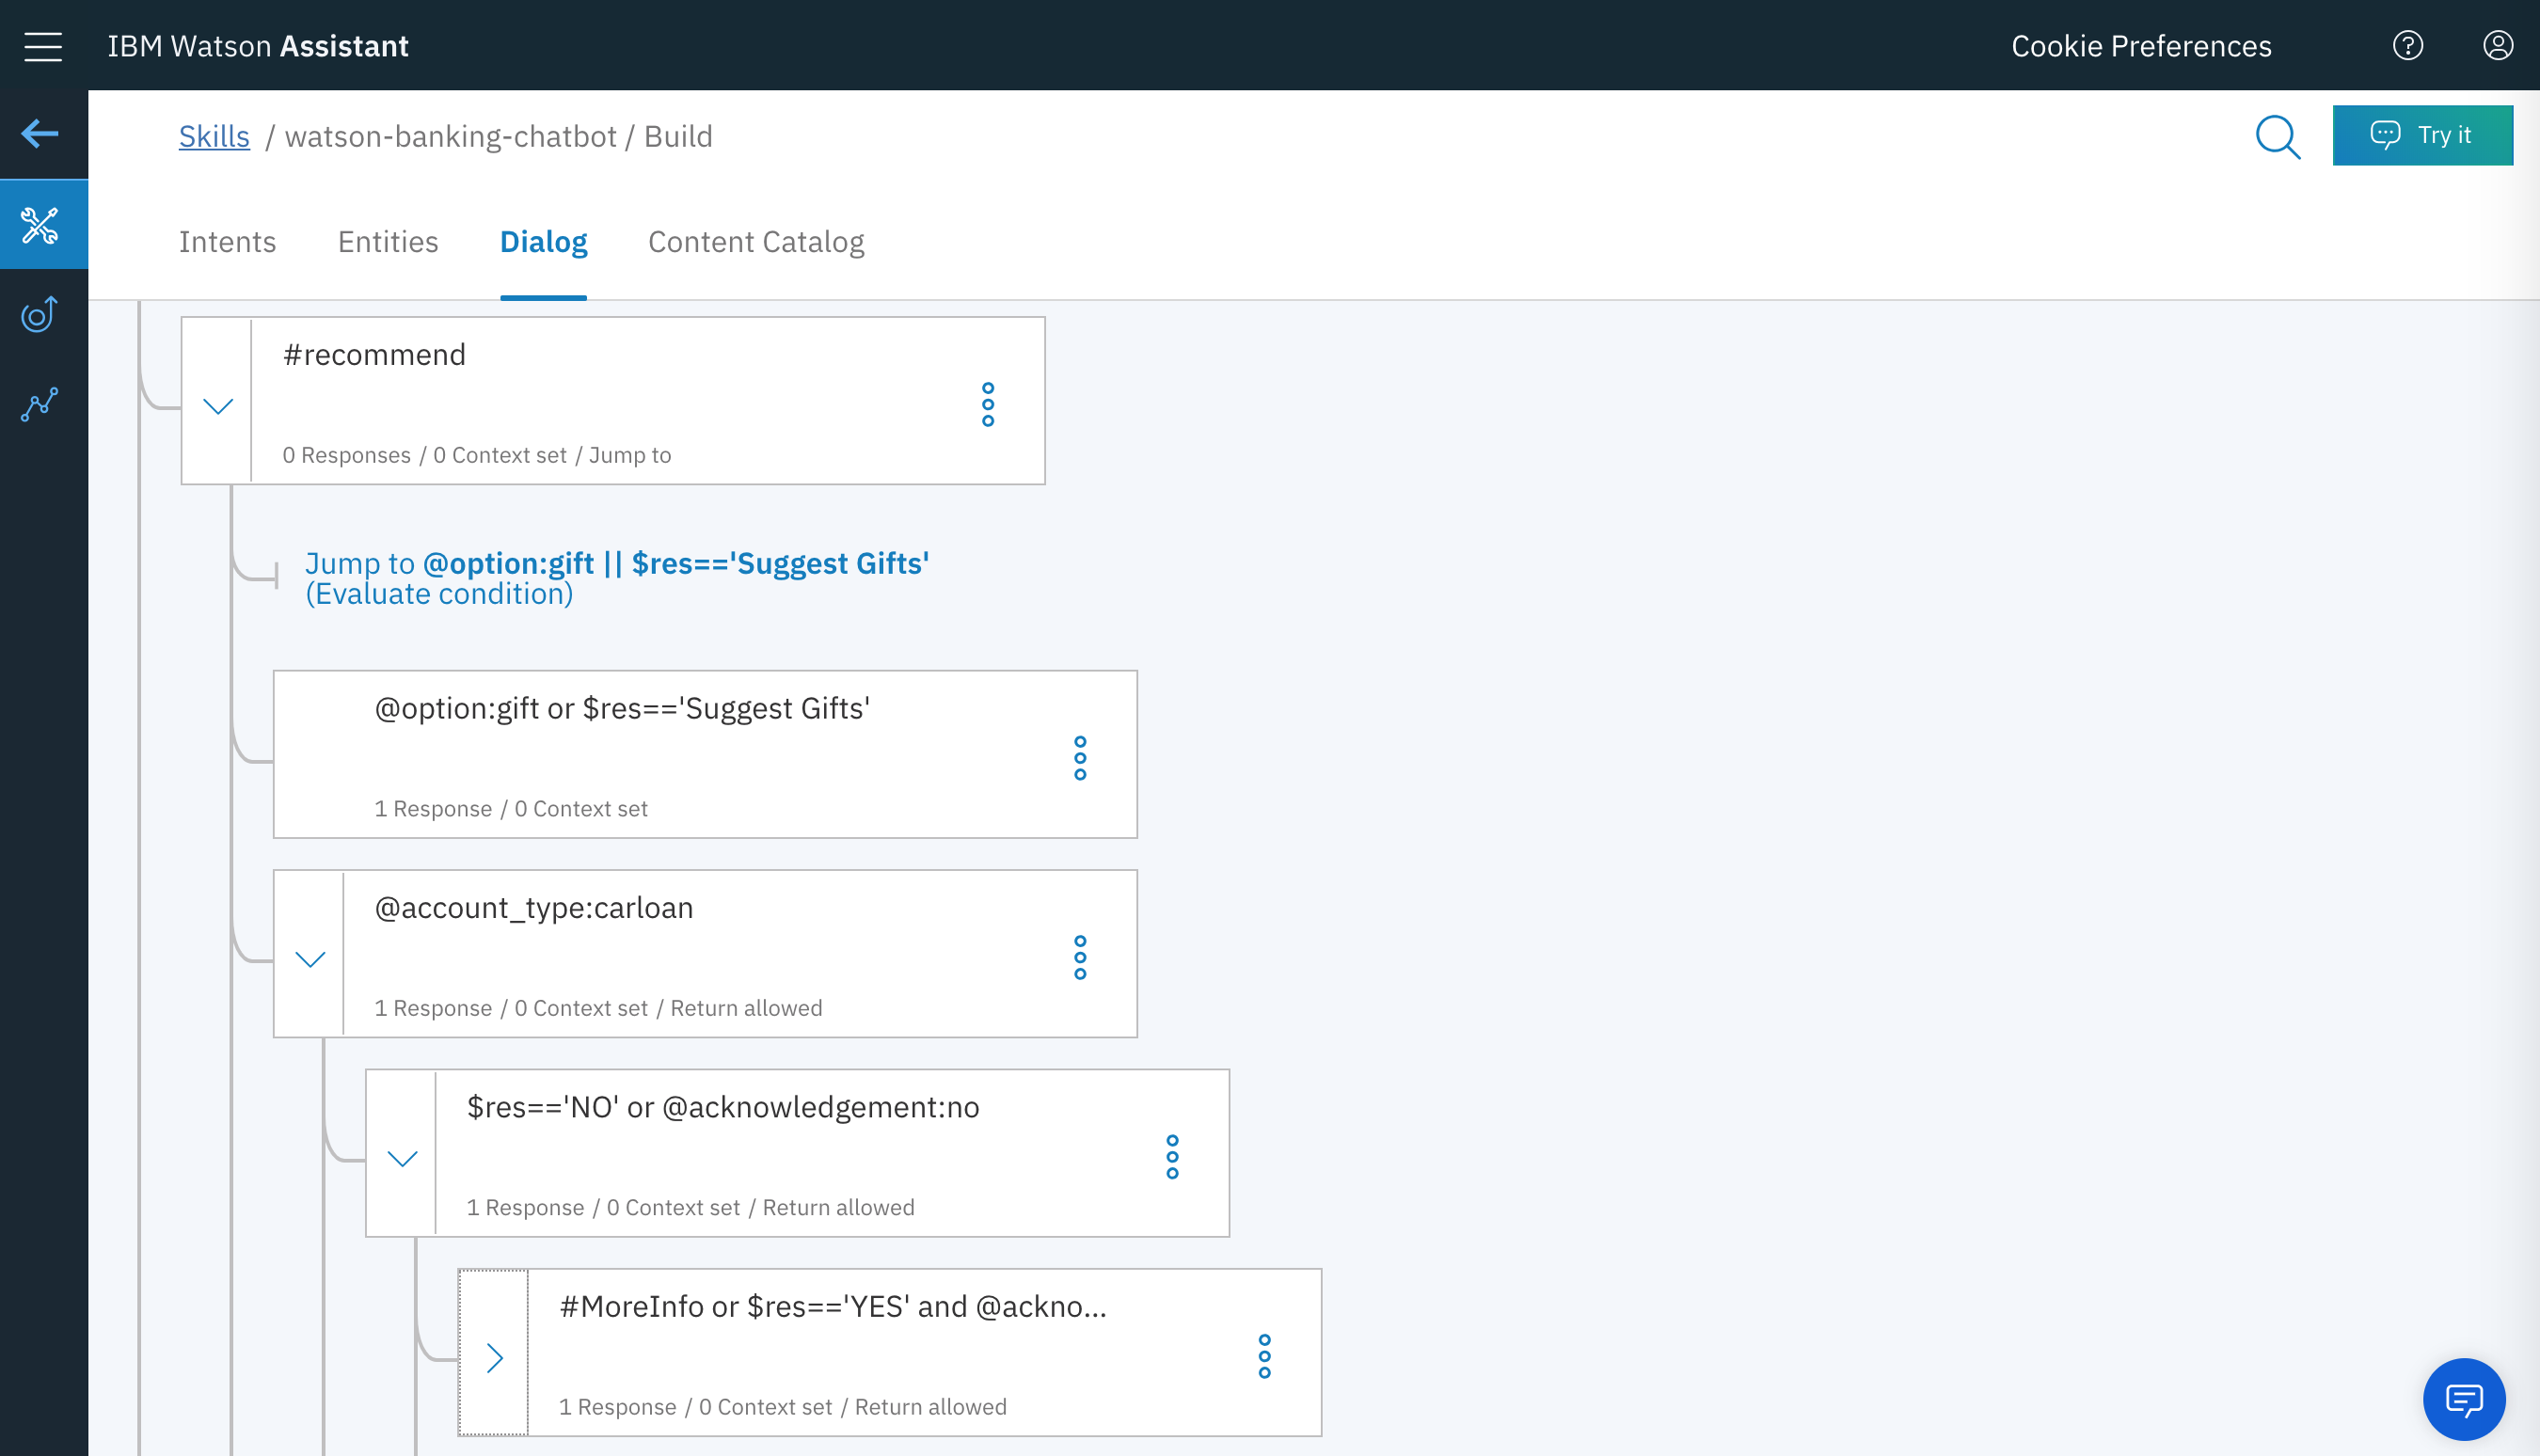 IBM Watson Assistant
Cookie Preferences
Skills / watson-banking-chatbot / Build
Try it
Intents
Entities
Dialog
Content Catalog
#recommend
0 Responses / 0 Context set / Jump to
Jump to @option:gift || $res=='Suggest Gifts'
(Evaluate condition)
@option:gift or $res=='Suggest Gifts'
1 Response / 0 Context set
@account_type:carloan
1 Response / 0 Context set / Return allowed
$res=='NO' or @acknowledgement:no
1 Response / 0 Context set / Return allowed
#MoreInfo or $res=='YES' and @ackno...
1 Response / 0 Context set / Return allowed